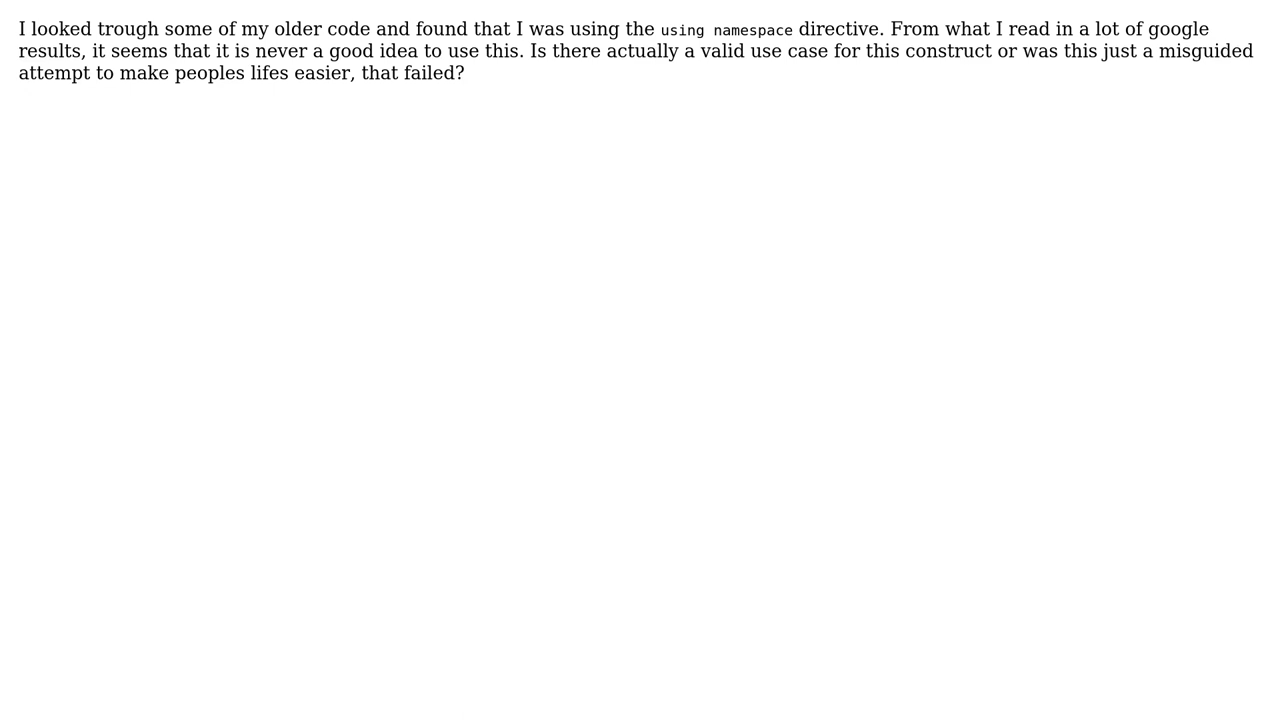 I looked trough some of my older code and found that I was using the using namespace directive. From what I read in a lot of google
results, it seems that it is never a good idea to use this. Is there actually a valid use case for this construct or was this just a misguided
attempt to make peoples lifes easier, that failed?